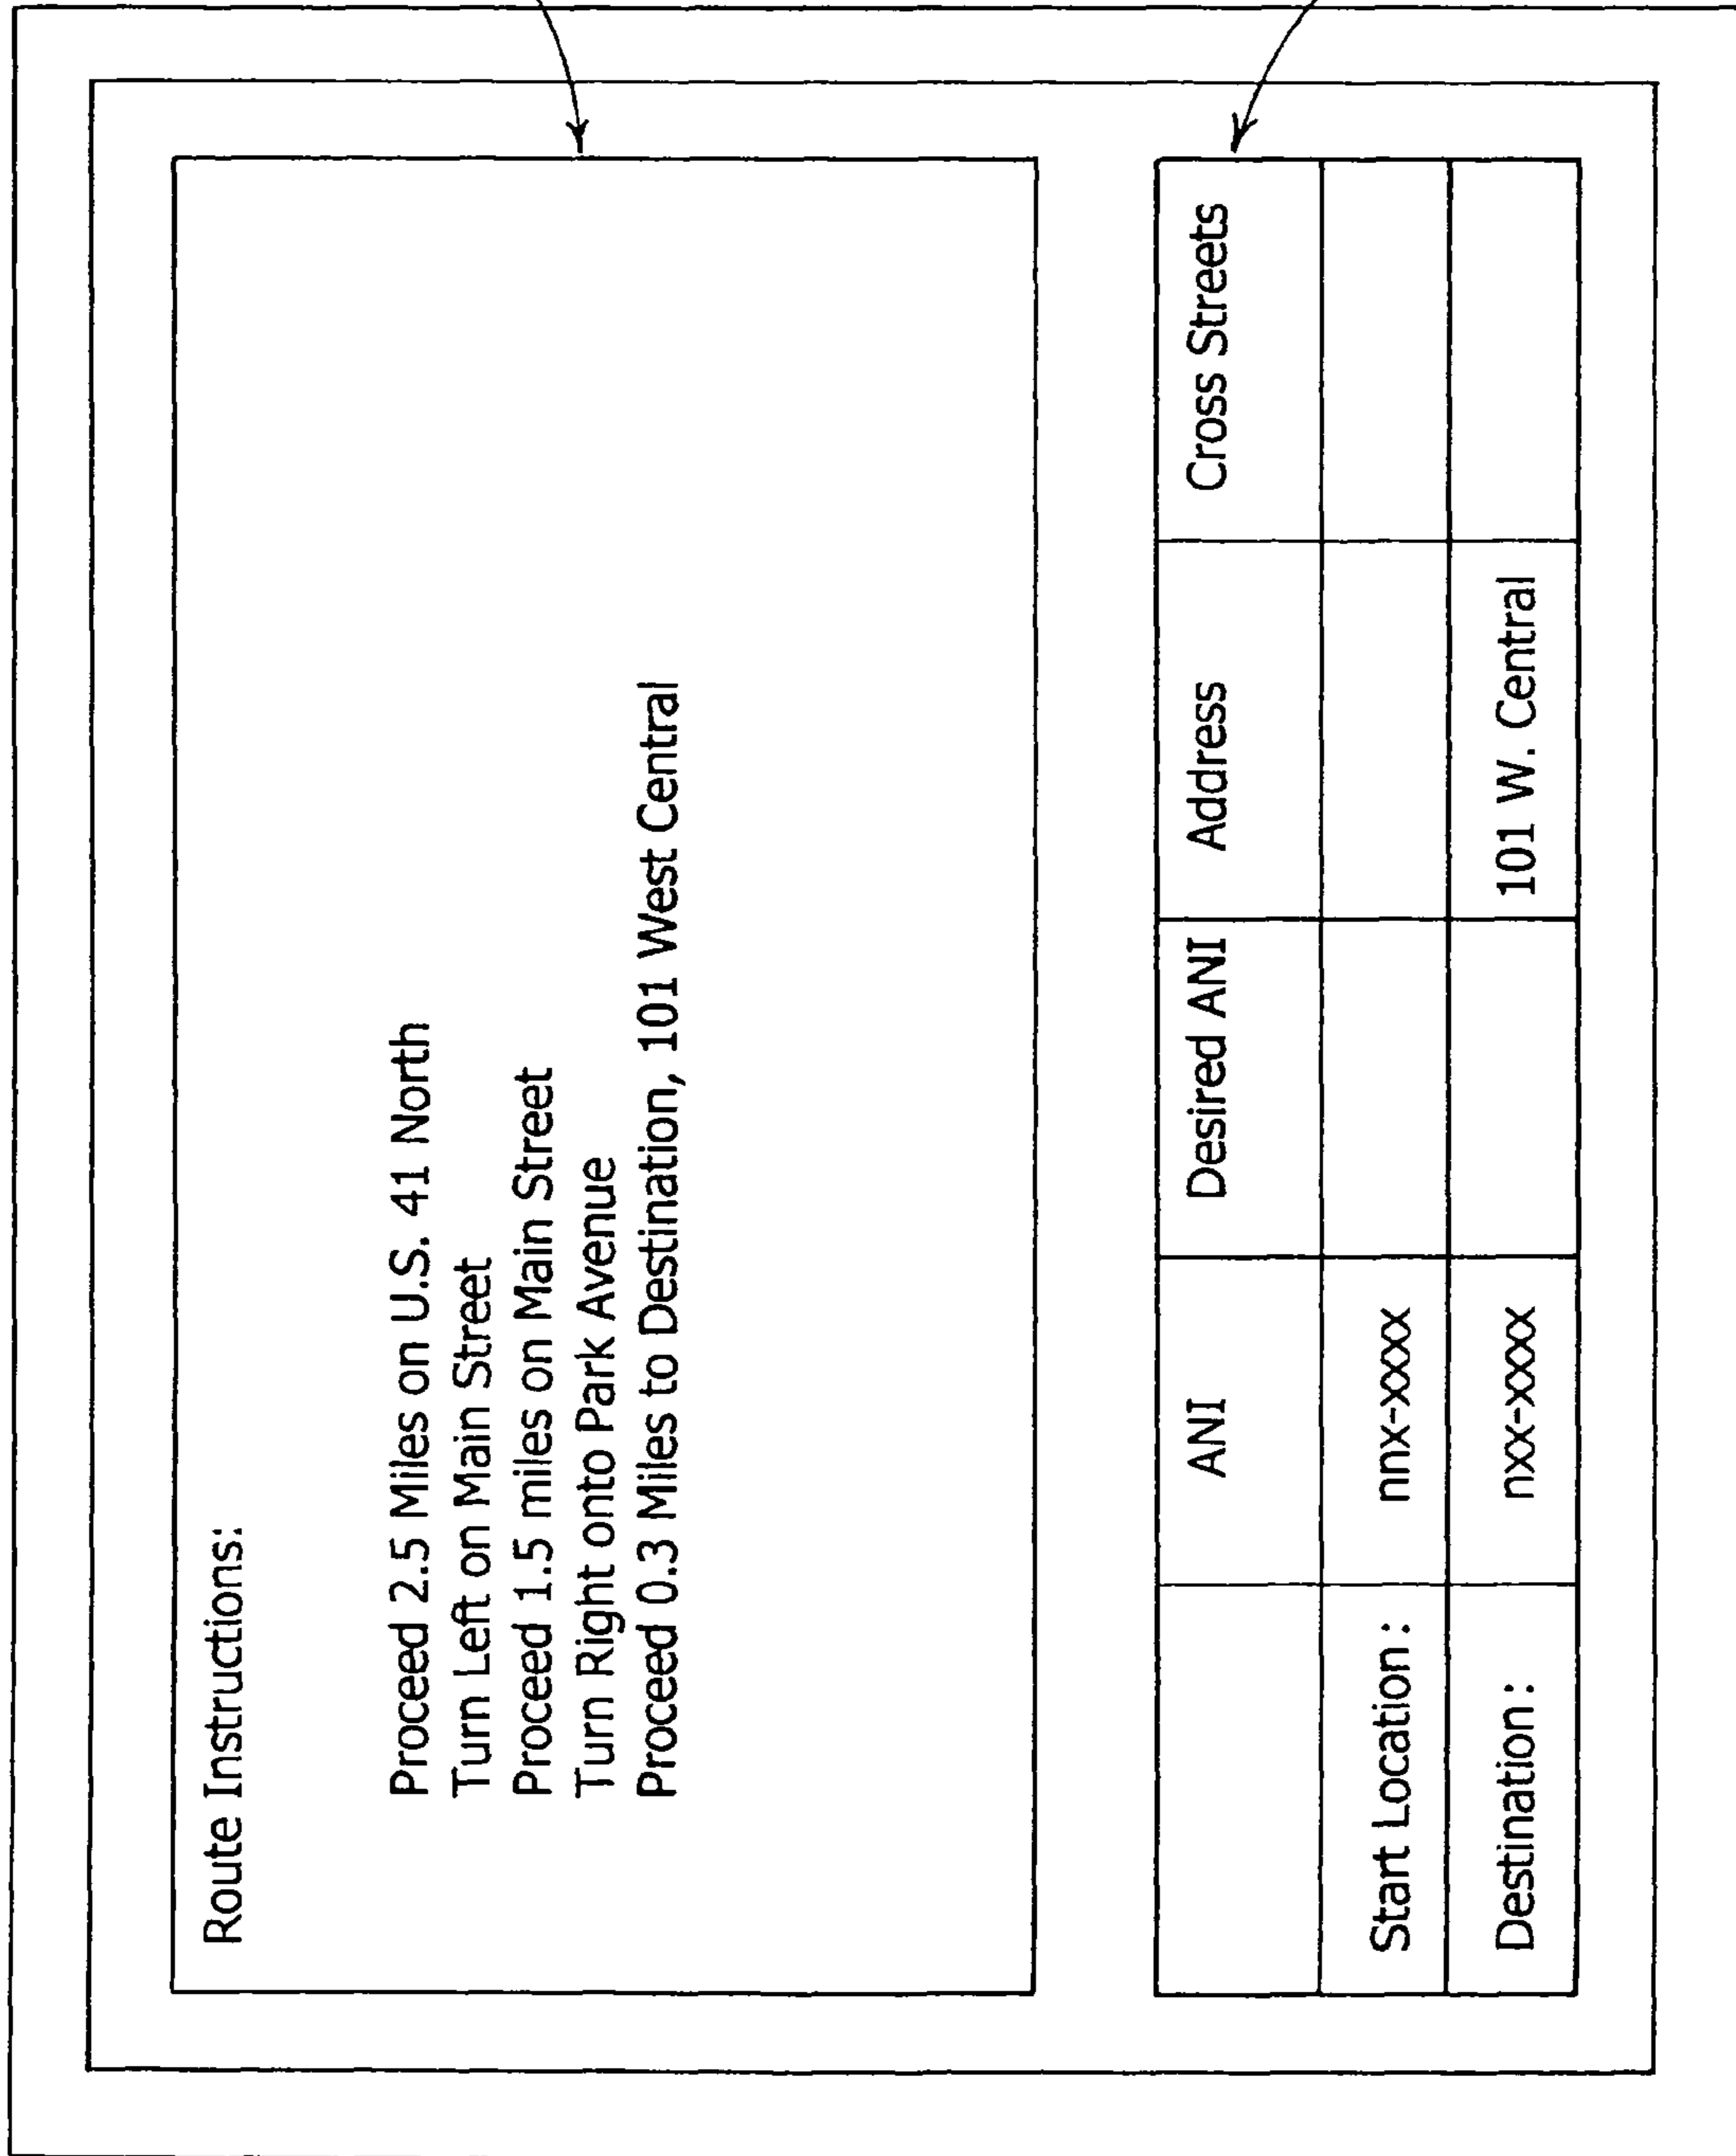 Route Instructions:
Proceed 2.5 Miles on U.S. 41 North
Turn Left on Main Street
Proceed 1.5 miles on Main Street
Turn Right onto Park Avenue
Proceed 0.3 Miles to Destination, 101 West Central
ANI Desired ANI Address Cross Streets
Start Location: nnx-xxxx
Destination: nxx-xxxx 101 W. Central